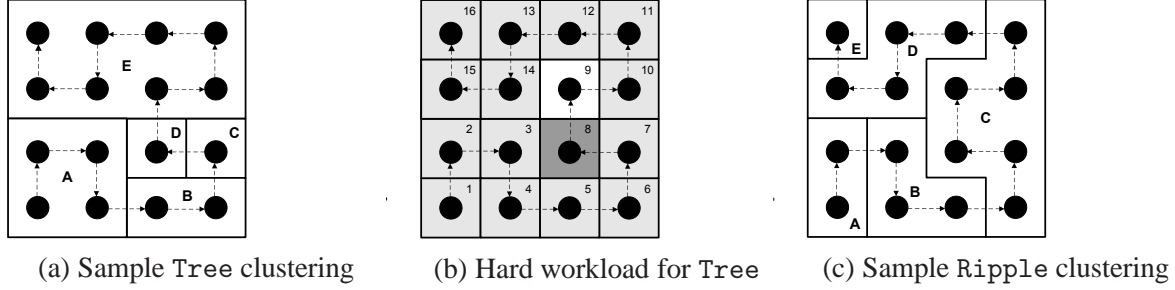 E
D
C
A
B
(a) Sample Tree clustering
16 13 12 11
15 14 9 10
2 3 8 7
1 4 5 6
(b) Hard workload for Tree
E D
C
B
A
(c) Sample Ripple clustering